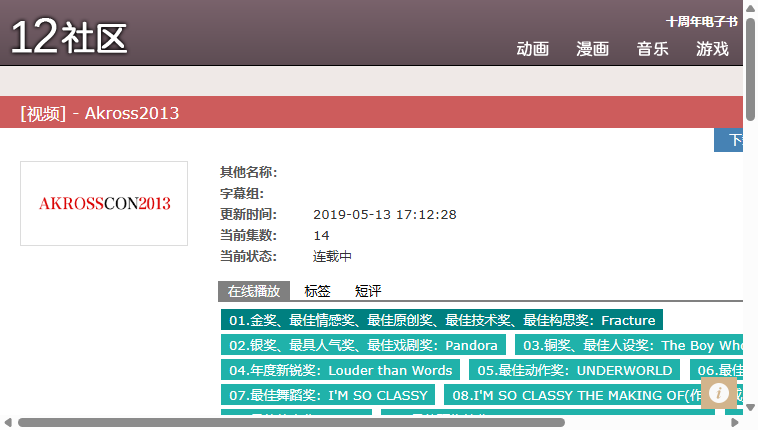 12社区
十周年电子书
动画 漫画 音乐 游戏
[视频] - Akross2013
AKROSSCON2013
其他名称:
字幕组:
更新时间: 2019-05-13 17:12:28
当前集数: 14
当前状态: 连载中
在线播放 标签 短评
01.金奖、最佳情感奖、最佳原创奖、最佳技术奖、最佳构思奖：Fracture
02.银奖、最具人气奖、最佳戏剧奖：Pandora 03.铜奖、最佳人设奖：The Boy Who
04.年度新锐奖：Louder than Words 05.最佳动作奖：UNDERWORLD 06.最佳
07.最佳舞蹈奖：I'M SO CLASSY 08.I'M SO CLASSY THE MAKING OF(作